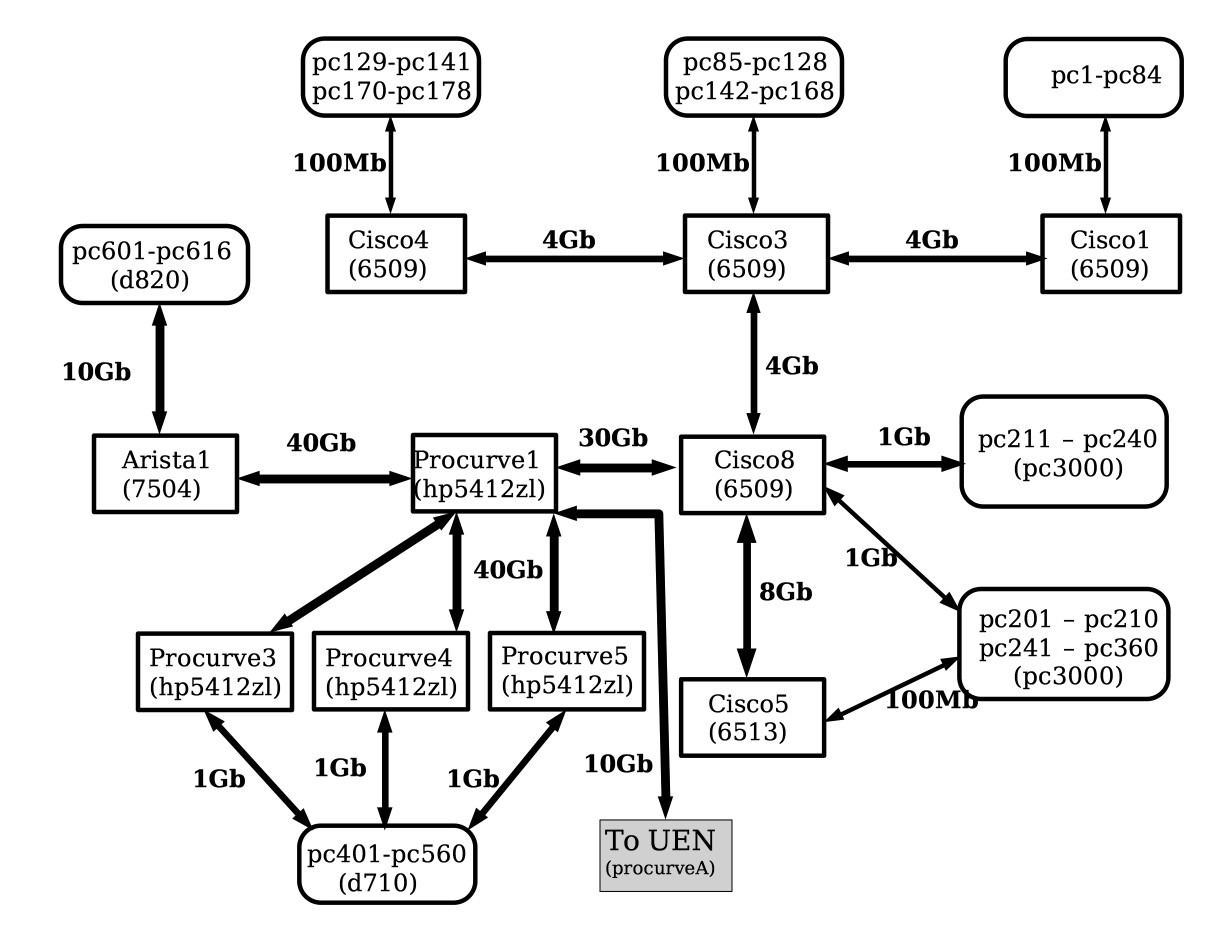 pc129-pc141
pc170-pc178
pc85-pc128
pc142-pc168
pc1-pc84
100Mb
100Mb
100Mb
pc601-pc616
(d820)
Cisco4
(6509)
4Gb
Cisco3
(6509)
4Gb
Cisco1
(6509)
10Gb
4Gb
Arista1
(7504)
40Gb
Procurve1
(hp5412zl)
30Gb
Cisco8
(6509)
1Gb
pc211 – pc240
(pc3000)
40Gb
1Gb
8Gb
pc201 – pc210
pc241 – pc360
(pc3000)
Procurve3
(hp5412zl)
Procurve4
(hp5412zl)
Procurve5
(hp5412zl)
Cisco5
(6513)
100Mb
1Gb
1Gb
1Gb
10Gb
pc401-pc560
(d710)
To UEN
(procurveA)